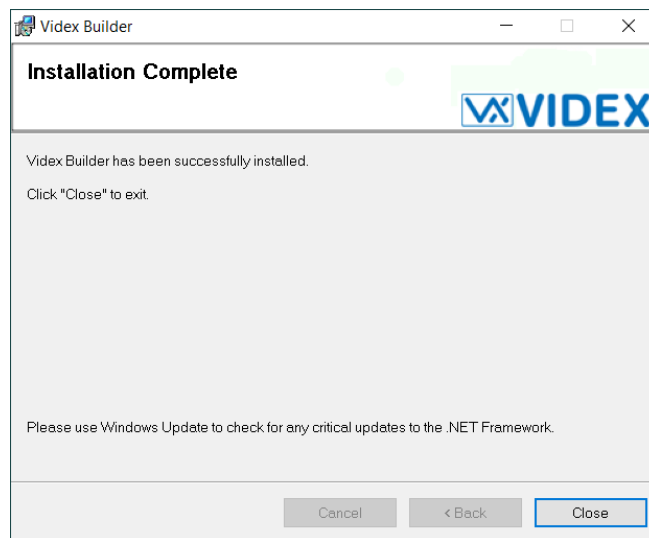 Videx Builder
Installation Complete
VX VIDEX
Videx Builder has been successfully installed.
Click "Close" to exit.
Please use Windows Update to check for any critical updates to the .NET Framework.
Cancel < Back Close